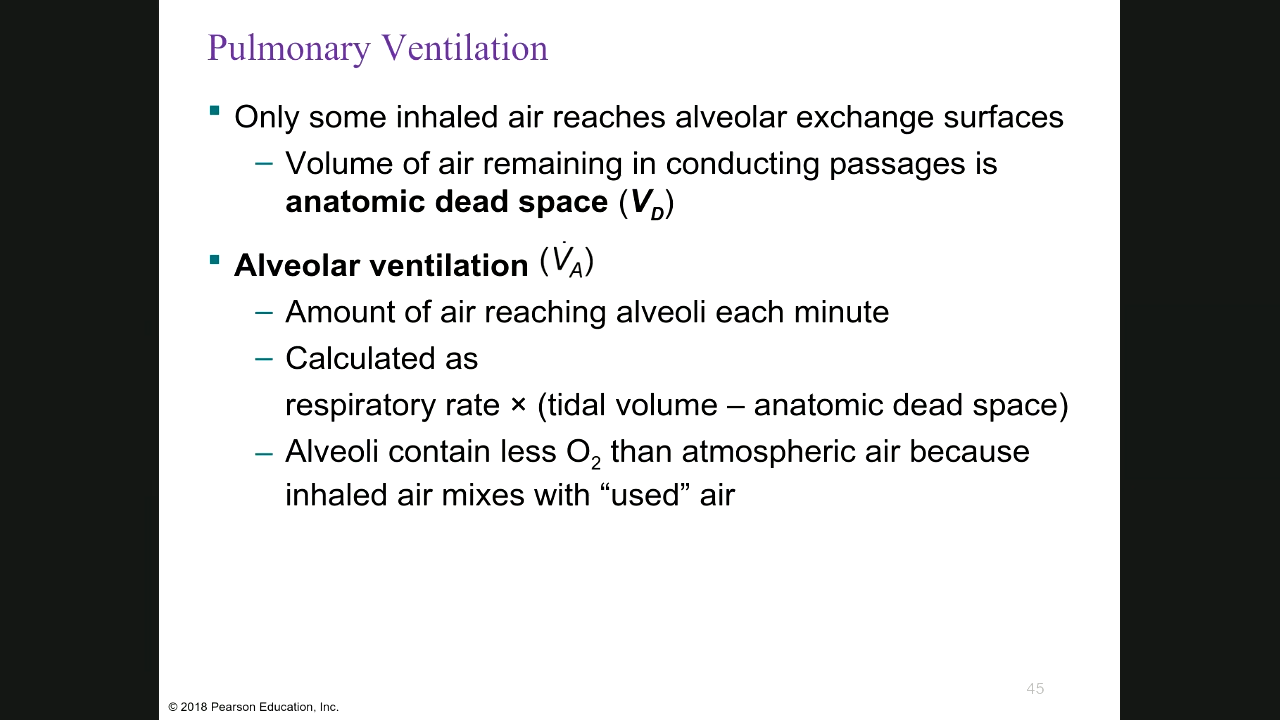 Pulmonary Ventilation
▪ Only some inhaled air reaches alveolar exchange surfaces
– Volume of air remaining in conducting passages is
anatomic dead space (V_D)
▪ Alveolar ventilation (V̇_A)
– Amount of air reaching alveoli each minute
– Calculated as
respiratory rate × (tidal volume – anatomic dead space)
– Alveoli contain less O₂ than atmospheric air because
inhaled air mixes with “used” air
45
© 2018 Pearson Education, Inc.